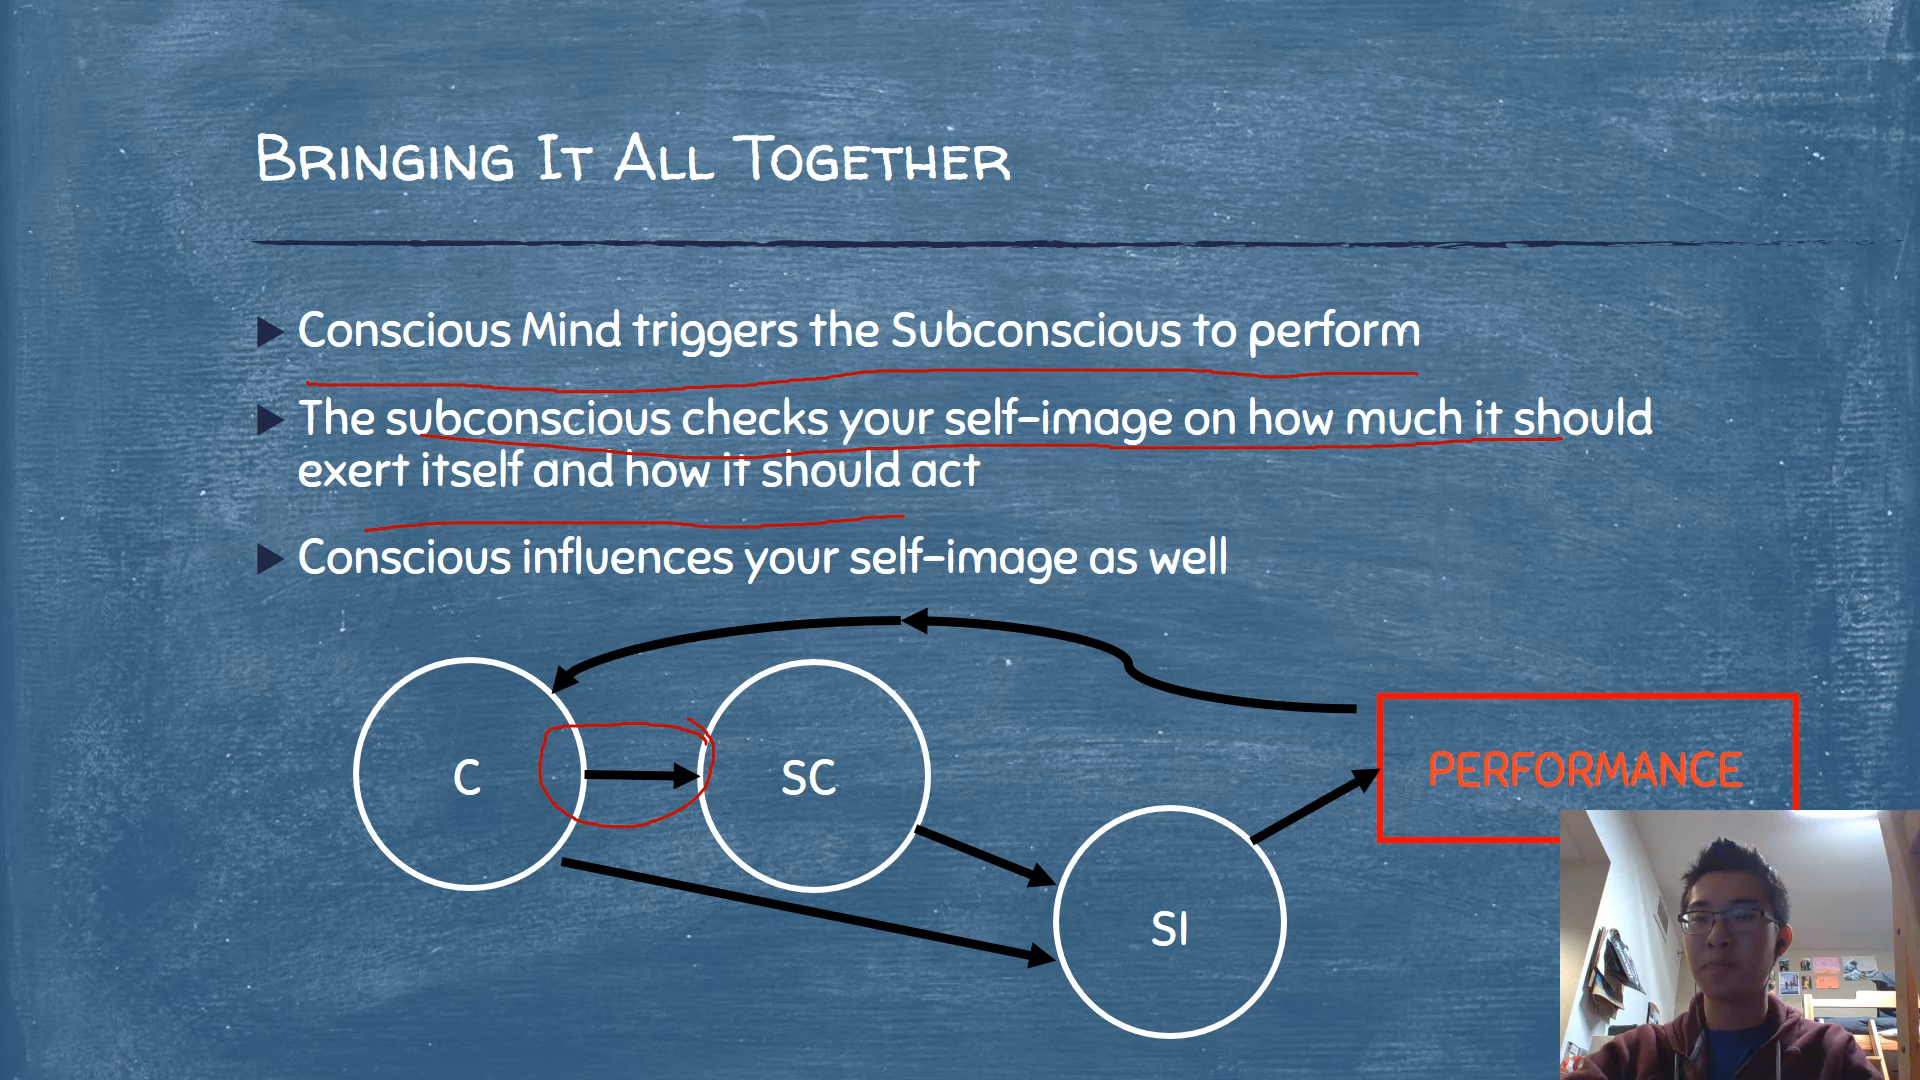 Bringing It All Together
Conscious Mind triggers the Subconscious to perform
The subconscious checks your self-image on how much it should
exert itself and how it should act
Conscious influences your self-image as well
C
SC
SI
PERFORMANCE